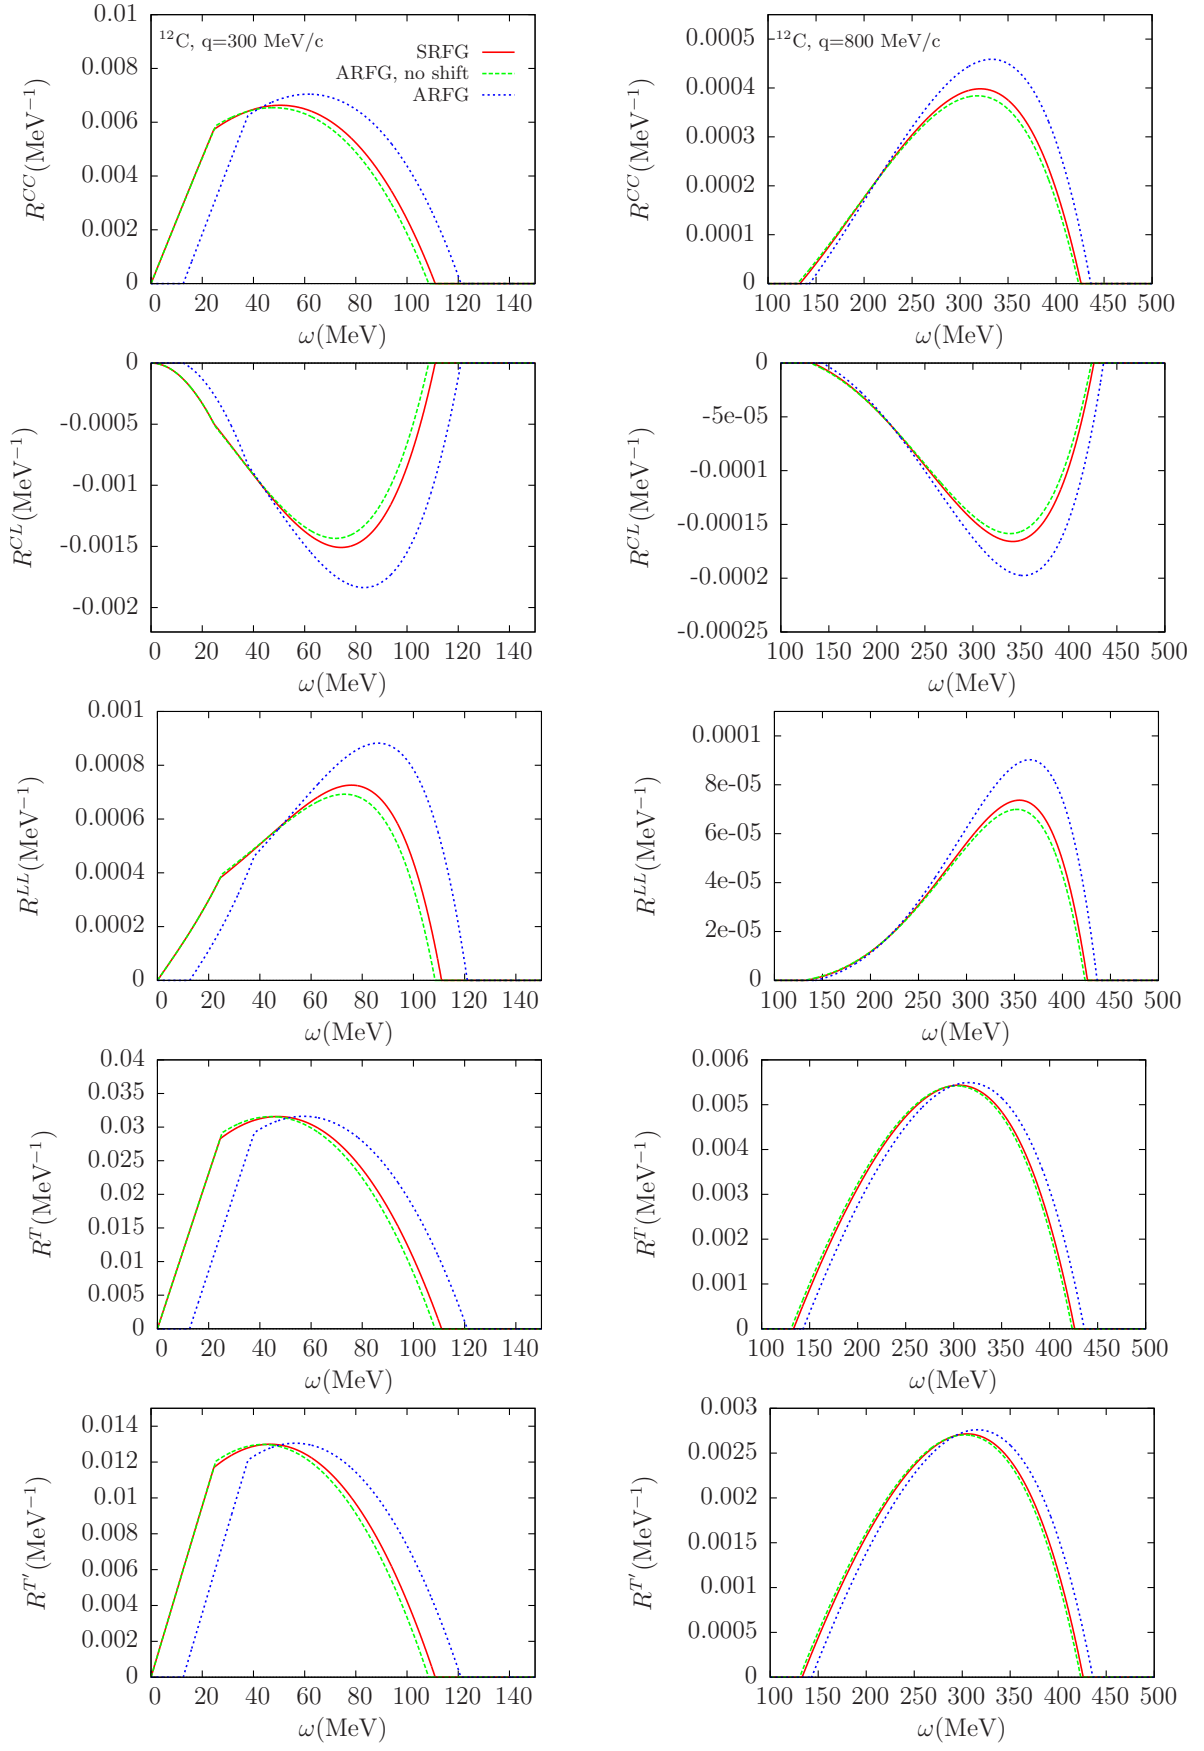 0.01
0.008
0.006
0.004
0.002
0
R^{CC}(MeV⁻¹)
¹²C, q=300 MeV/c
SRFG
ARFG, no shift
ARFG
0 20 40 60 80 100 120 140
ω(MeV)
0.0005
0.0004
0.0003
0.0002
0.0001
0
R^{CC}(MeV⁻¹)
¹²C, q=800 MeV/c
100 150 200 250 300 350 400 450 500
ω(MeV)
0
-0.0005
-0.001
-0.0015
-0.002
R^{CL}(MeV⁻¹)
0 20 40 60 80 100 120 140
ω(MeV)
0
-5e-05
-0.0001
-0.00015
-0.0002
-0.00025
R^{CL}(MeV⁻¹)
100 150 200 250 300 350 400 450 500
ω(MeV)
0.001
0.0008
0.0006
0.0004
0.0002
0
R^{LL}(MeV⁻¹)
0 20 40 60 80 100 120 140
ω(MeV)
0.0001
8e-05
6e-05
4e-05
2e-05
0
R^{LL}(MeV⁻¹)
100 150 200 250 300 350 400 450 500
ω(MeV)
0.04
0.035
0.03
0.025
0.02
0.015
0.01
0.005
0
R^{T}(MeV⁻¹)
0 20 40 60 80 100 120 140
ω(MeV)
0.006
0.005
0.004
0.003
0.002
0.001
0
R^{T}(MeV⁻¹)
100 150 200 250 300 350 400 450 500
ω(MeV)
0.014
0.012
0.01
0.008
0.006
0.004
0.002
0
R^{T′}(MeV⁻¹)
0 20 40 60 80 100 120 140
ω(MeV)
0.003
0.0025
0.002
0.0015
0.001
0.0005
0
R^{T′}(MeV⁻¹)
100 150 200 250 300 350 400 450 500
ω(MeV)